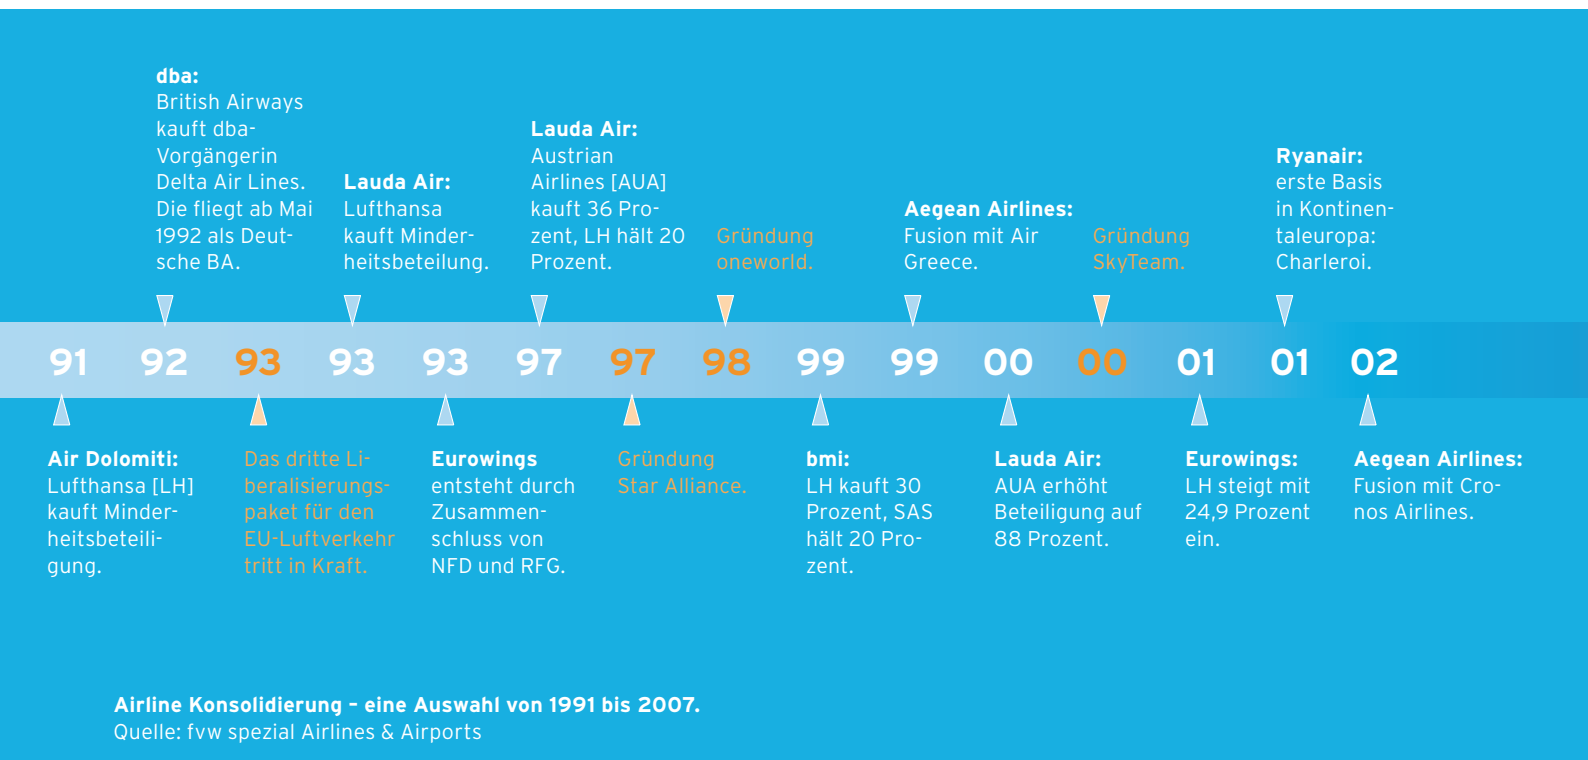 dba:
British Airways
kauft dba-
Vorgängerin
Delta Air Lines.
Die fliegt ab Mai
1992 als Deut-
sche BA.
Lauda Air:
Lufthansa
kauft Minder-
heitsbeteilung.
Lauda Air:
Austrian
Airlines [AUA]
kauft 36 Pro-
zent, LH hält 20
Prozent.
Gründung
oneworld.
Aegean Airlines:
Fusion mit Air
Greece.
Gründung
SkyTeam.
Ryanair:
erste Basis
in Kontinen-
taleuropa:
Charleroi.
91 92 93 93 93 97 97 98 99 99 00 00 01 01 02
Air Dolomiti:
Lufthansa [LH]
kauft Minder-
heitsbeteili-
gung.
Das dritte Li-
beralisierungs-
paket für den
EU-Luftverkehr
tritt in Kraft.
Eurowings
entsteht durch
Zusammen-
schluss von
NFD und RFG.
Gründung
Star Alliance.
bmi:
LH kauft 30
Prozent, SAS
hält 20 Pro-
zent.
Lauda Air:
AUA erhöht
Beteiligung auf
88 Prozent.
Eurowings:
LH steigt mit
24,9 Prozent
ein.
Aegean Airlines:
Fusion mit Cro-
nos Airlines.
Airline Konsolidierung – eine Auswahl von 1991 bis 2007.
Quelle: fvw spezial Airlines & Airports